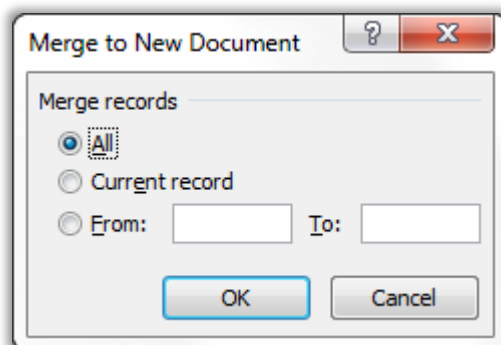 Merge to New Document
Merge records
All
Current record
From: To:
OK Cancel